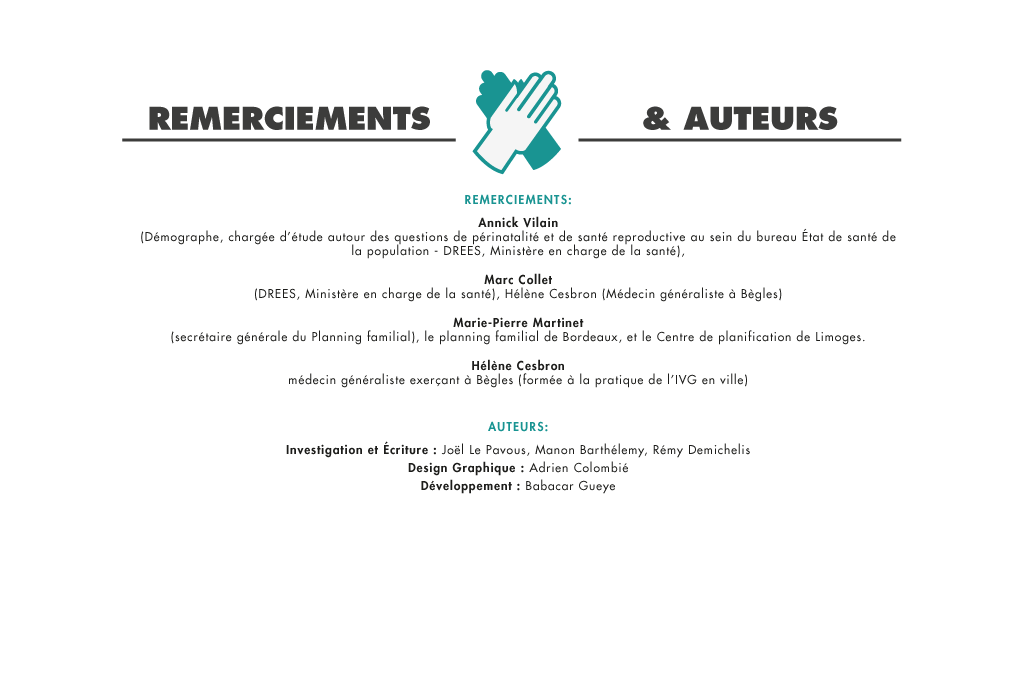 REMERCIEMENTS & AUTEURS
REMERCIEMENTS:
Annick Vilain
(Démographe, chargée d'étude autour des questions de périnatalité et de santé reproductive au sein du bureau État de santé de
la population - DREES, Ministère en charge de la santé),
Marc Collet
(DREES, Ministère en charge de la santé), Hélène Cesbron (Médecin généraliste à Bègles)
Marie-Pierre Martinet
(secrétaire générale du Planning familial), le planning familial de Bordeaux, et le Centre de planification de Limoges.
Hélène Cesbron
médecin généraliste exerçant à Bègles (formée à la pratique de l'IVG en ville)
AUTEURS:
Investigation et Écriture : Joël Le Pavous, Manon Barthélemy, Rémy Demichelis
Design Graphique : Adrien Colombié
Développement : Babacar Gueye